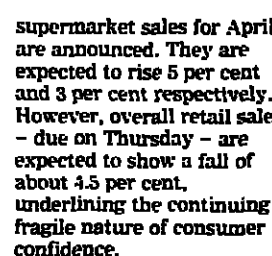 supermarket sales for April
are announced. They are
expected to rise 5 per cent
and 3 per cent respectively.
However, overall retail sale
– due on Thursday – are
expected to show a fall of
about 4.5 per cent,
underlining the continuing
fragile nature of consumer
confidence.